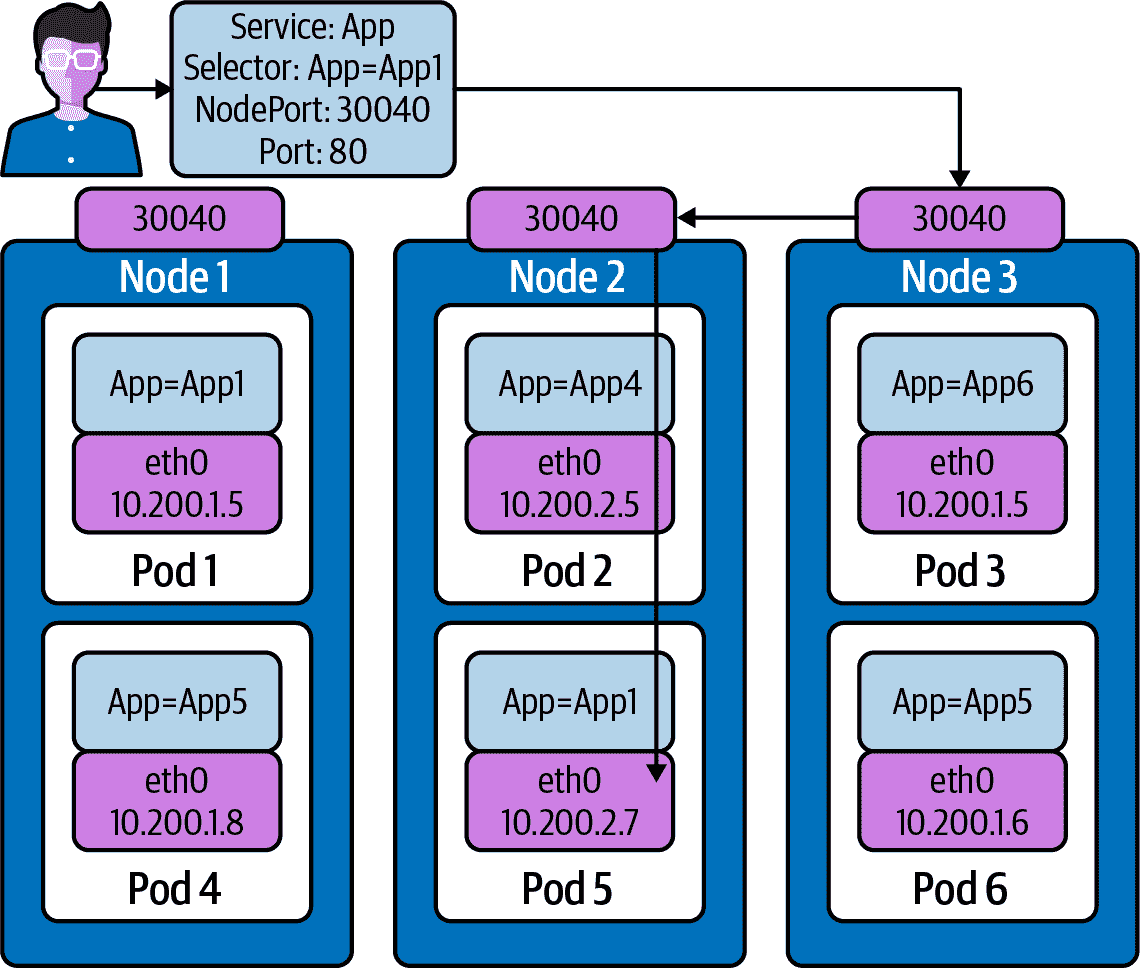 Service: App
Selector: App=App1
NodePort: 30040
Port: 80
30040
Node 1
App=App1
eth0
10.200.1.5
Pod 1
App=App5
eth0
10.200.1.8
Pod 4
30040
Node 2
App=App4
eth0
10.200.2.5
Pod 2
App=App1
eth0
10.200.2.7
Pod 5
30040
Node 3
App=App6
eth0
10.200.1.5
Pod 3
App=App5
eth0
10.200.1.6
Pod 6